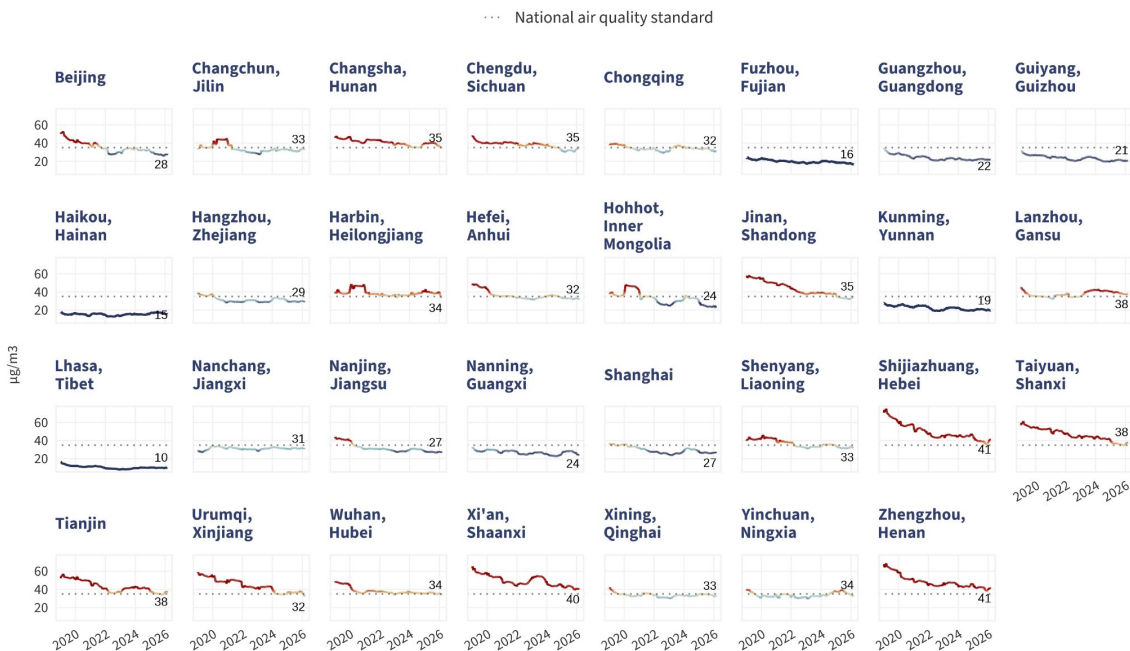 ··· National air quality standard
Beijing
Changchun,
Jilin
Changsha,
Hunan
Chengdu,
Sichuan
Chongqing
Fuzhou,
Fujian
Guangzhou,
Guangdong
Guiyang,
Guizhou
60
40
20
28
33
35
35
32
16
22
21
Haikou,
Hainan
Hangzhou,
Zhejiang
Harbin,
Heilongjiang
Hefei,
Anhui
Hohhot,
Inner
Mongolia
Jinan,
Shandong
Kunming,
Yunnan
Lanzhou,
Gansu
60
40
20
15
29
34
32
24
35
19
38
µg/m3
Lhasa,
Tibet
Nanchang,
Jiangxi
Nanjing,
Jiangsu
Nanning,
Guangxi
Shanghai
Shenyang,
Liaoning
Shijiazhuang,
Hebei
Taiyuan,
Shanxi
60
40
20
10
31
27
24
27
33
41
38
2020 2022 2024 2026
Tianjin
Urumqi,
Xinjiang
Wuhan,
Hubei
Xi'an,
Shaanxi
Xining,
Qinghai
Yinchuan,
Ningxia
Zhengzhou,
Henan
60
40
20
38
32
34
40
33
34
41
2020 2022 2024 2026
2020 2022 2024 2026
2020 2022 2024 2026
2020 2022 2024 2026
2020 2022 2024 2026
2020 2022 2024 2026
2020 2022 2024 2026